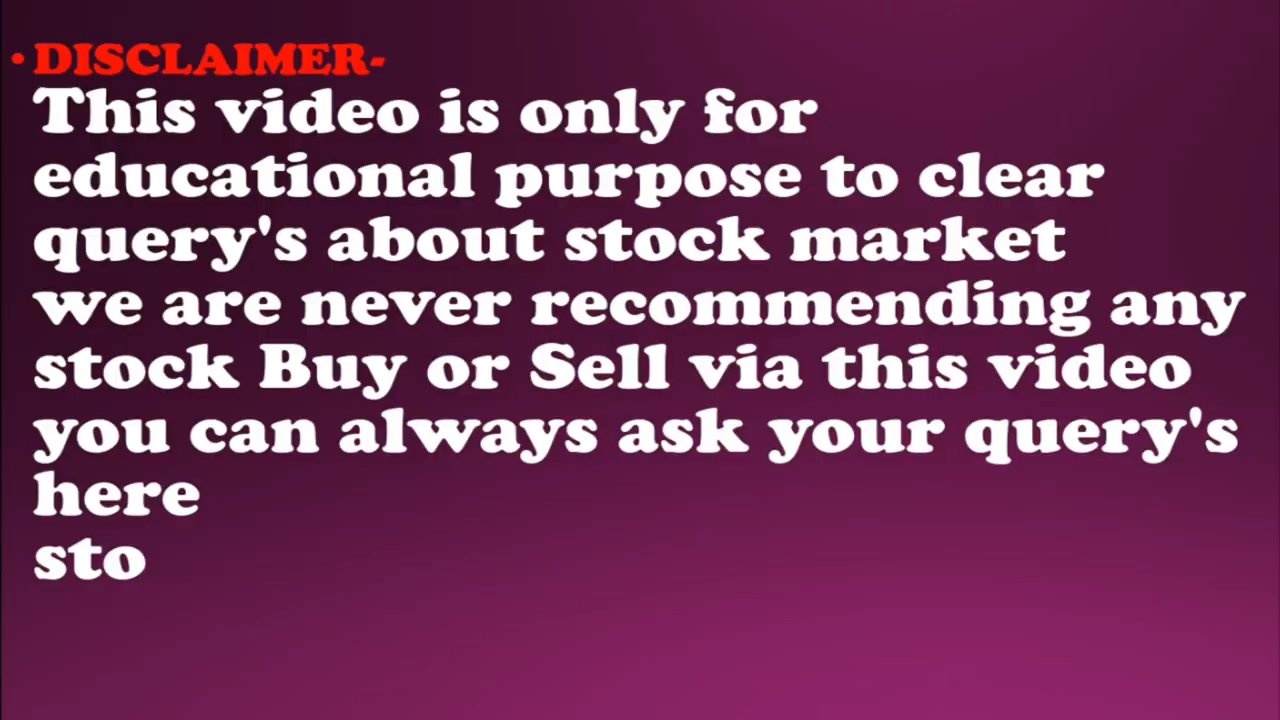 • DISCLAIMER-
This video is only for
educational purpose to clear
query's about stock market
we are never recommending any
stock Buy or Sell via this video
you can always ask your query's
here
sto